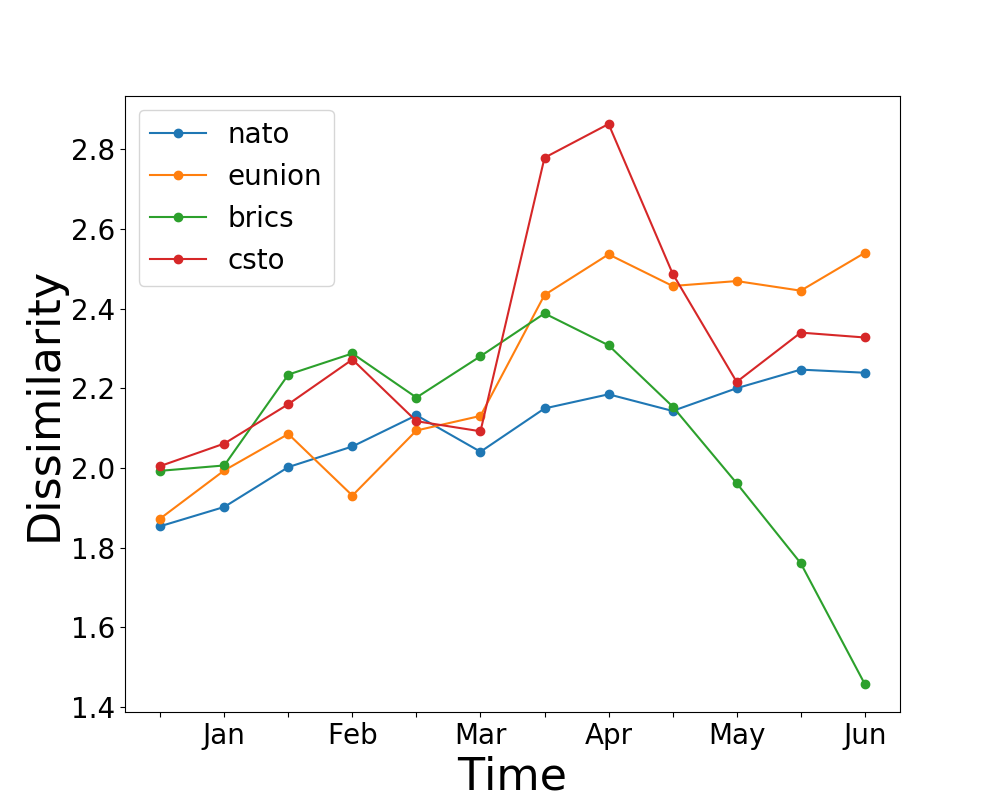 nato
eunion
brics
csto
2.8
2.6
2.4
2.2
2.0
1.8
1.6
1.4
Dissimilarity
Jan Feb Mar Apr May Jun
Time